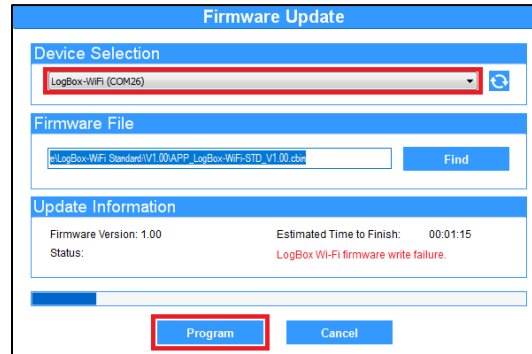 Firmware Update
Device Selection
LogBox-WiFi (COM26)
Firmware File
e\LogBox-WiFi Standard\\V1.00\APP_LogBox-WiFi-STD_V1.00.cbin
Find
Update Information
Firmware Version: 1.00 Estimated Time to Finish: 00:01:15
Status: LogBox Wi-Fi firmware write failure.
Program Cancel